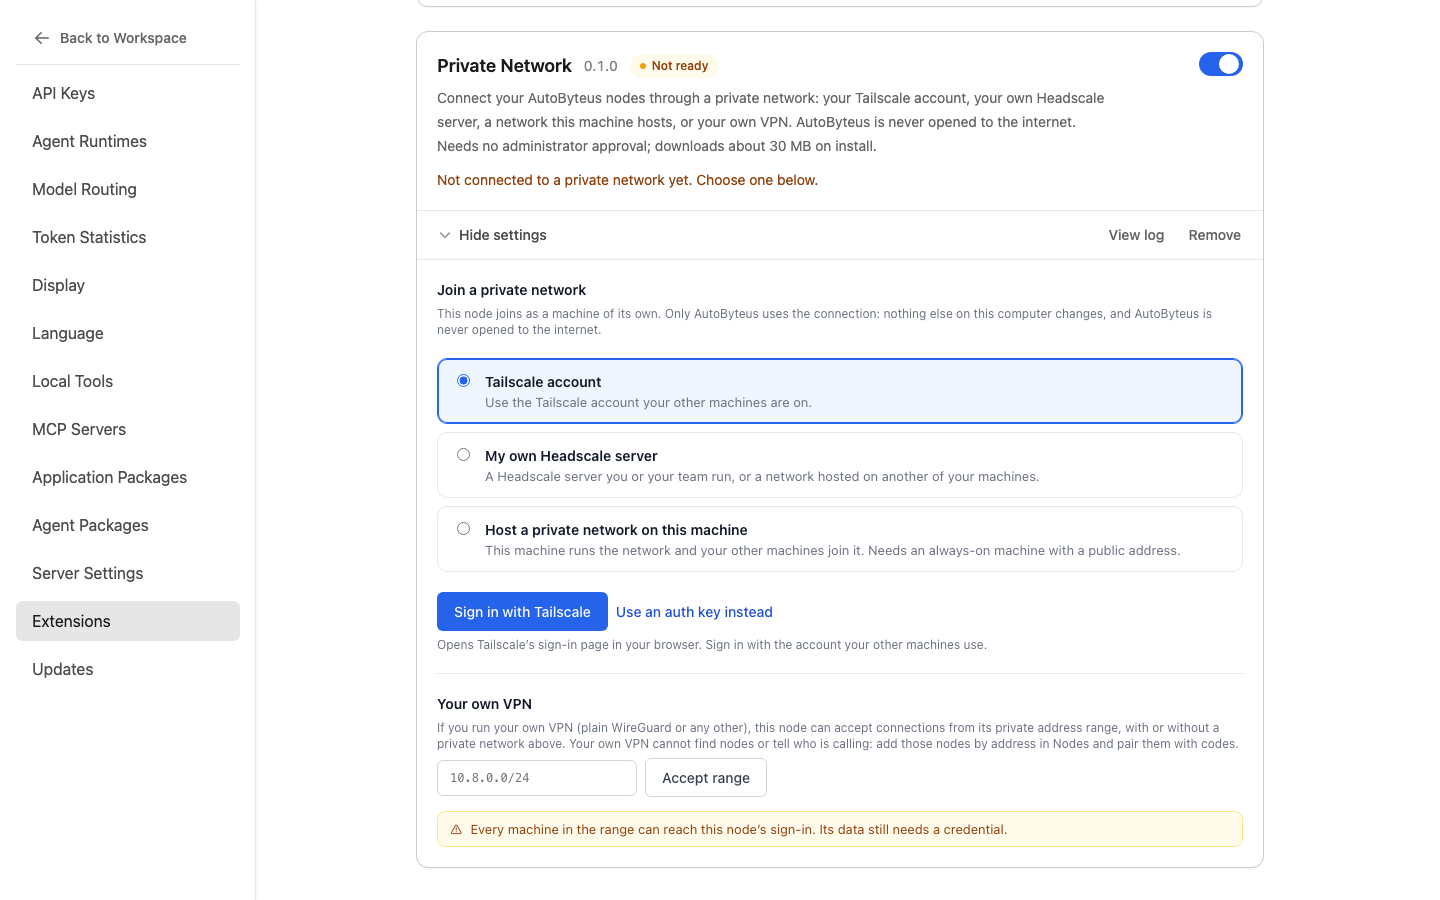 Back to Workspace
API Keys
Agent Runtimes
Model Routing
Token Statistics
Display
Language
Local Tools
MCP Servers
Application Packages
Agent Packages
Server Settings
Extensions
Updates
Private Network 0.1.0 Not ready
Connect your AutoByteus nodes through a private network: your Tailscale account, your own Headscale
server, a network this machine hosts, or your own VPN. AutoByteus is never opened to the internet.
Needs no administrator approval; downloads about 30 MB on install.
Not connected to a private network yet. Choose one below.
Hide settings
View log
Remove
Join a private network
This node joins as a machine of its own. Only AutoByteus uses the connection: nothing else on this computer changes, and AutoByteus is
never opened to the internet.
Tailscale account
Use the Tailscale account your other machines are on.
My own Headscale server
A Headscale server you or your team run, or a network hosted on another of your machines.
Host a private network on this machine
This machine runs the network and your other machines join it. Needs an always-on machine with a public address.
Sign in with Tailscale
Use an auth key instead
Opens Tailscale’s sign-in page in your browser. Sign in with the account your other machines use.
Your own VPN
If you run your own VPN (plain WireGuard or any other), this node can accept connections from its private address range, with or without a
private network above. Your own VPN cannot find nodes or tell who is calling: add those nodes by address in Nodes and pair them with codes.
10.8.0.0/24
Accept range
Every machine in the range can reach this node’s sign-in. Its data still needs a credential.